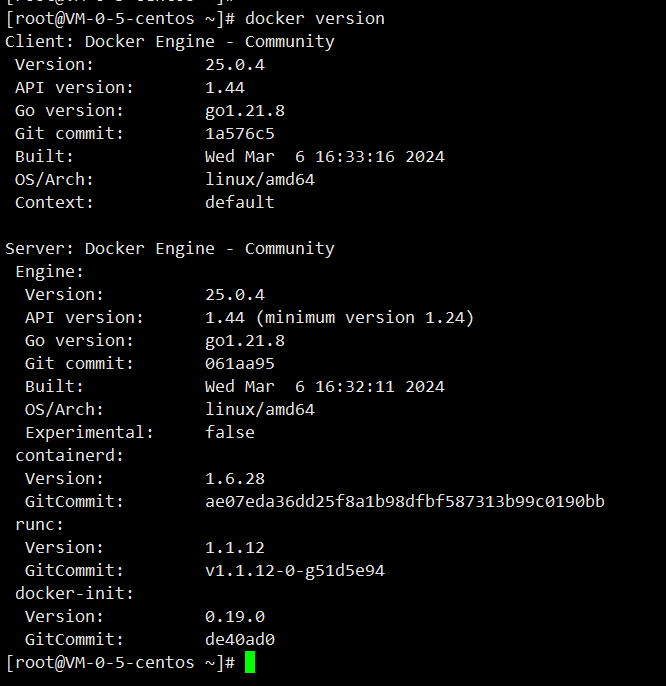 [root@VM-0-5-centos ~]#
[root@VM-0-5-centos ~]# docker version
Client: Docker Engine - Community
 Version:           25.0.4
 API version:       1.44
 Go version:        go1.21.8
 Git commit:        1a576c5
 Built:             Wed Mar  6 16:33:16 2024
 OS/Arch:           linux/amd64
 Context:           default

Server: Docker Engine - Community
 Engine:
  Version:          25.0.4
  API version:      1.44 (minimum version 1.24)
  Go version:       go1.21.8
  Git commit:       061aa95
  Built:            Wed Mar  6 16:32:11 2024
  OS/Arch:          linux/amd64
  Experimental:     false
 containerd:
  Version:          1.6.28
  GitCommit:        ae07eda36dd25f8a1b98dfbf587313b99c0190bb
 runc:
  Version:          1.1.12
  GitCommit:        v1.1.12-0-g51d5e94
 docker-init:
  Version:          0.19.0
  GitCommit:        de40ad0
[root@VM-0-5-centos ~]#